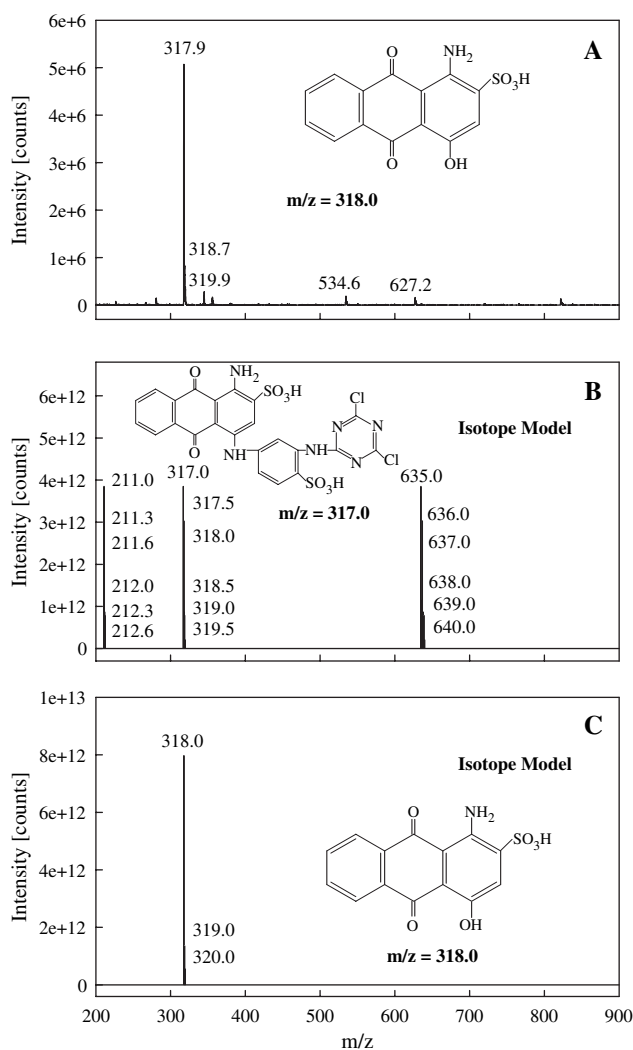 6e+6
5e+6
4e+6
3e+6
2e+6
1e+6
0
Intensity [counts]
A
317.9
318.7
319.9
534.6
627.2
O
NH2
SO3H
O
OH
m/z = 318.0
6e+12
5e+12
4e+12
3e+12
2e+12
1e+12
0
Intensity [counts]
B
Isotope Model
O
NH2
SO3H
O
NH
NH
SO3H
Cl
N
N
N
Cl
m/z = 317.0
211.0
211.3
211.6
212.0
212.3
212.6
317.0
317.5
318.0
318.5
319.0
319.5
635.0
636.0
637.0
638.0
639.0
640.0
1e+13
8e+12
6e+12
4e+12
2e+12
0
Intensity [counts]
C
Isotope Model
318.0
319.0
320.0
O
NH2
SO3H
O
OH
m/z = 318.0
200 300 400 500 600 700 800 900
m/z